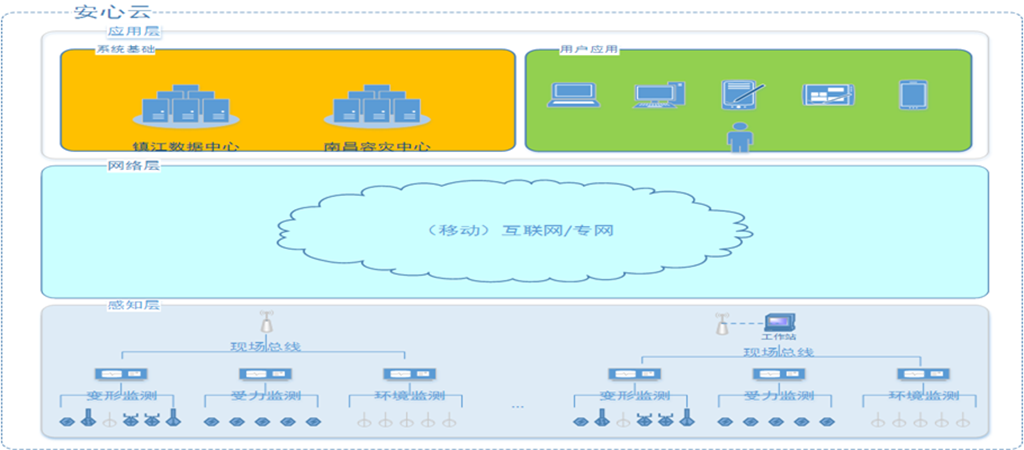 安心云
应用层
系统基础
用户应用
镇江数据中心
南昌容灾中心
网络层
（移动）互联网/专网
感知层
工作站
现场总线
现场总线
变形监测
受力监测
环境监测
...
变形监测
受力监测
环境监测